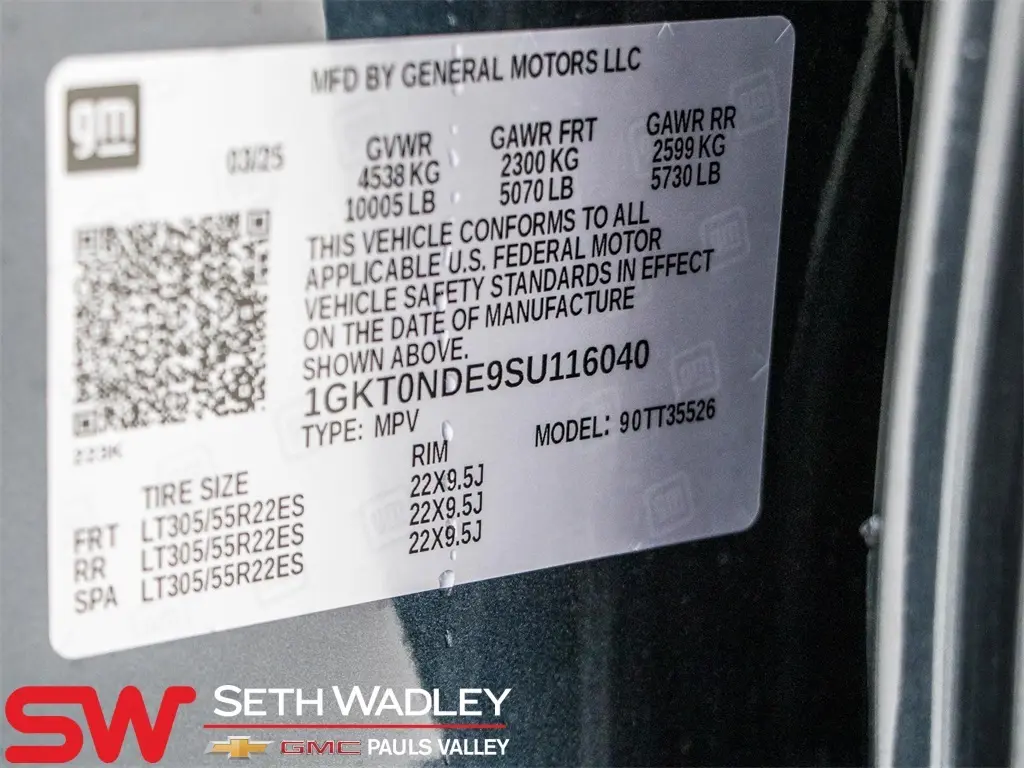 gm
MFD BY GENERAL MOTORS LLC
03/25
GVWR GAWR FRT GAWR RR
4538 KG 2300 KG 2599 KG
10005 LB 5070 LB 5730 LB
THIS VEHICLE CONFORMS TO ALL
APPLICABLE U.S. FEDERAL MOTOR
VEHICLE SAFETY STANDARDS IN EFFECT
ON THE DATE OF MANUFACTURE
SHOWN ABOVE.
1GKT0NDE9SU116040
TYPE: MPV
MODEL: 90TT35526
TIRE SIZE RIM
FRT LT305/55R22ES 22X9.5J
RR LT305/55R22ES 22X9.5J
SPA LT305/55R22ES 22X9.5J
SW
SETH WADLEY
GMC PAULS VALLEY